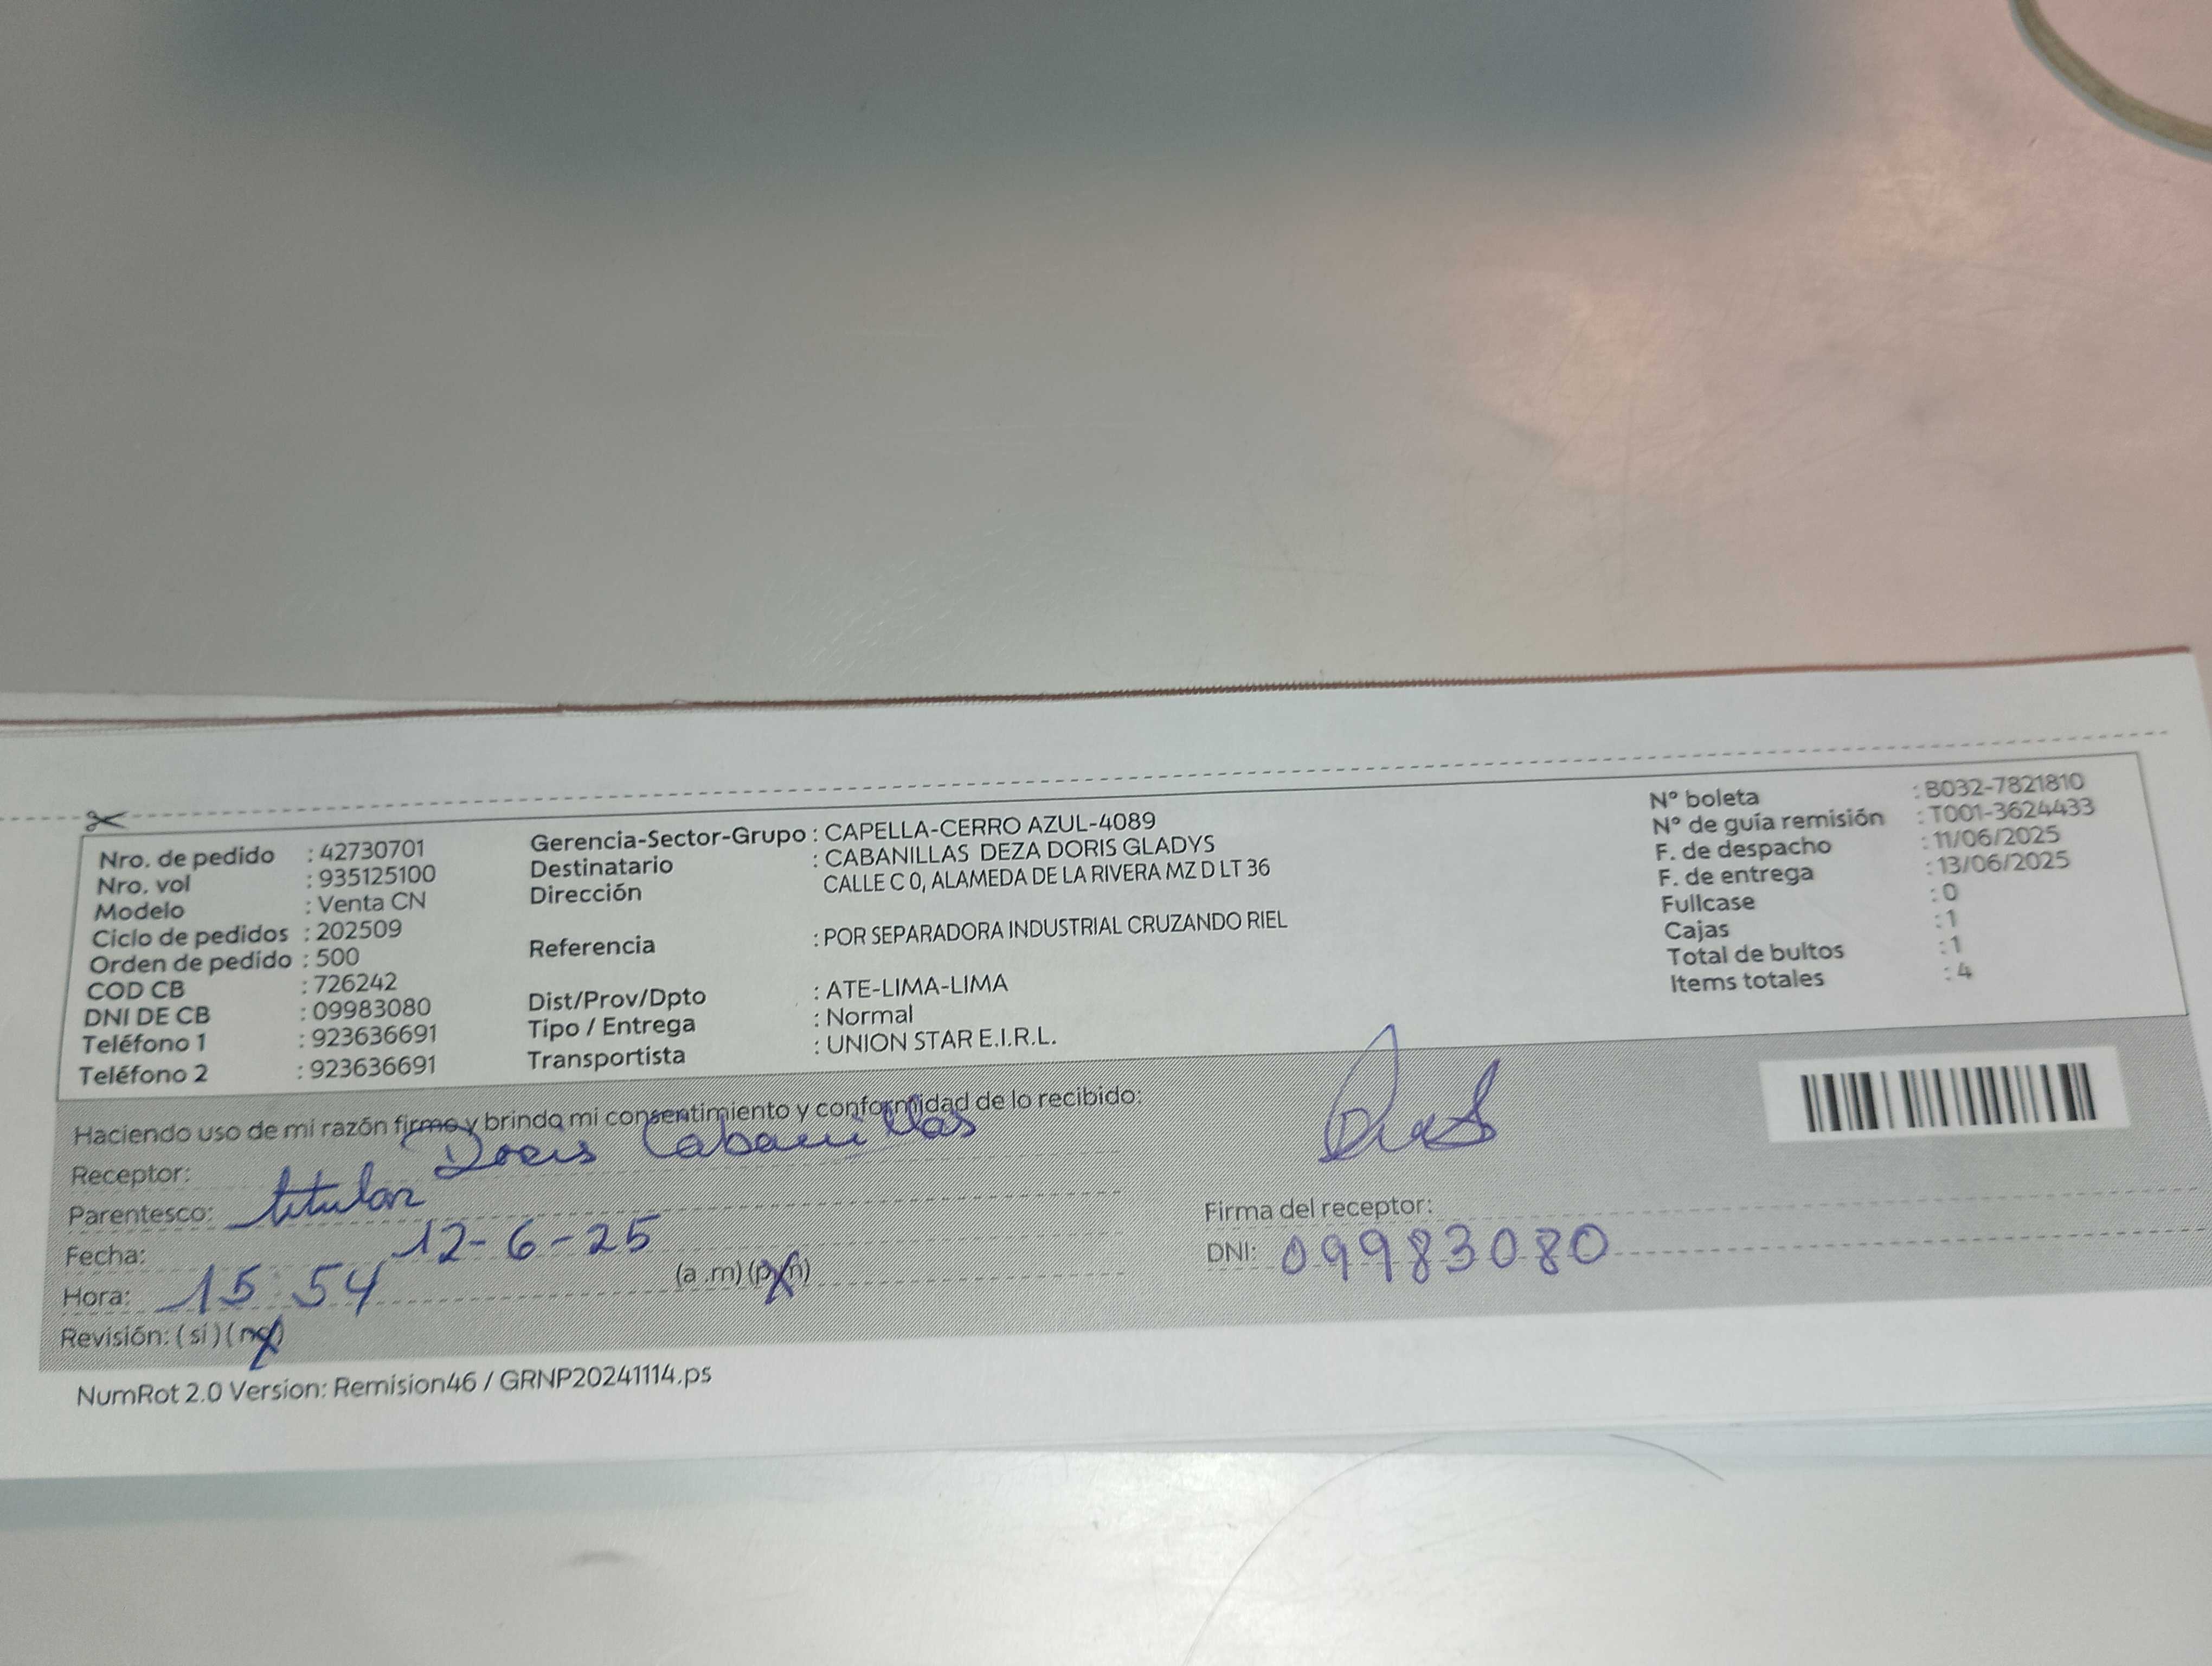 Nro. de pedido : 42730701
Nro. vol : 935125100
Modelo : Venta CN
Ciclo de pedidos : 202509
Orden de pedido : 500
COD CB : 726242
DNI DE CB : 09983080
Teléfono 1 : 923636691
Teléfono 2 : 923636691
Gerencia-Sector-Grupo : CAPELLA-CERRO AZUL-4089
Destinatario : CABANILLAS DEZA DORIS GLADYS
Dirección CALLE C 0, ALAMEDA DE LA RIVERA MZ D LT 36
Referencia : POR SEPARADORA INDUSTRIAL CRUZANDO RIEL
Dist/Prov/Dpto : ATE-LIMA-LIMA
Tipo / Entrega : Normal
Transportista : UNION STAR E.I.R.L.
N° boleta : B032-7821810
N° de guía remisión : T001-3624433
F. de despacho : 11/06/2025
F. de entrega : 13/06/2025
Fullcase : 0
Cajas : 1
Total de bultos : 1
Items totales : 4
Haciendo uso de mi razón firmo y brindo mi consentimiento y conformidad de lo recibido:
Receptor: Doris Cabanillas
Parentesco: titular
Fecha: 12-6-25
Hora: 15:54 (a .m) (p.m)
Revisión: (si) (no)
Firma del receptor:
DNI: 09983080
NumRot 2.0 Version: Remision46 / GRNP20241114.ps